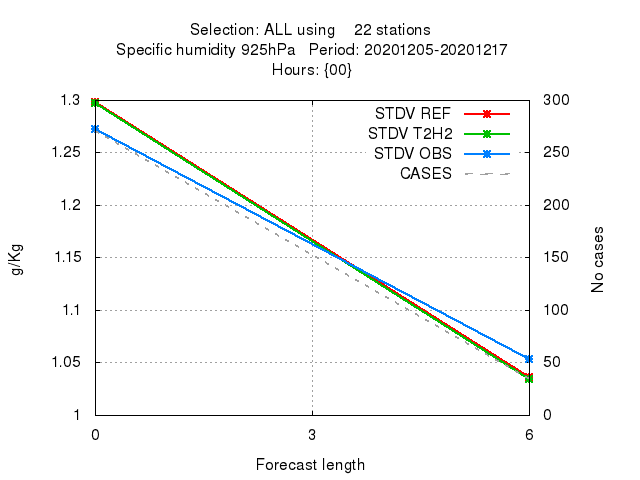 Selection: ALL using 22 stations
Specific humidity 925hPa Period: 20201205-20201217
Hours: {00}
1.3
1.25
1.2
1.15
1.1
1.05
1
g/Kg
STDV REF
STDV T2H2
STDV OBS
CASES
300
250
200
150
100
50
0
No cases
0 3 6
Forecast length